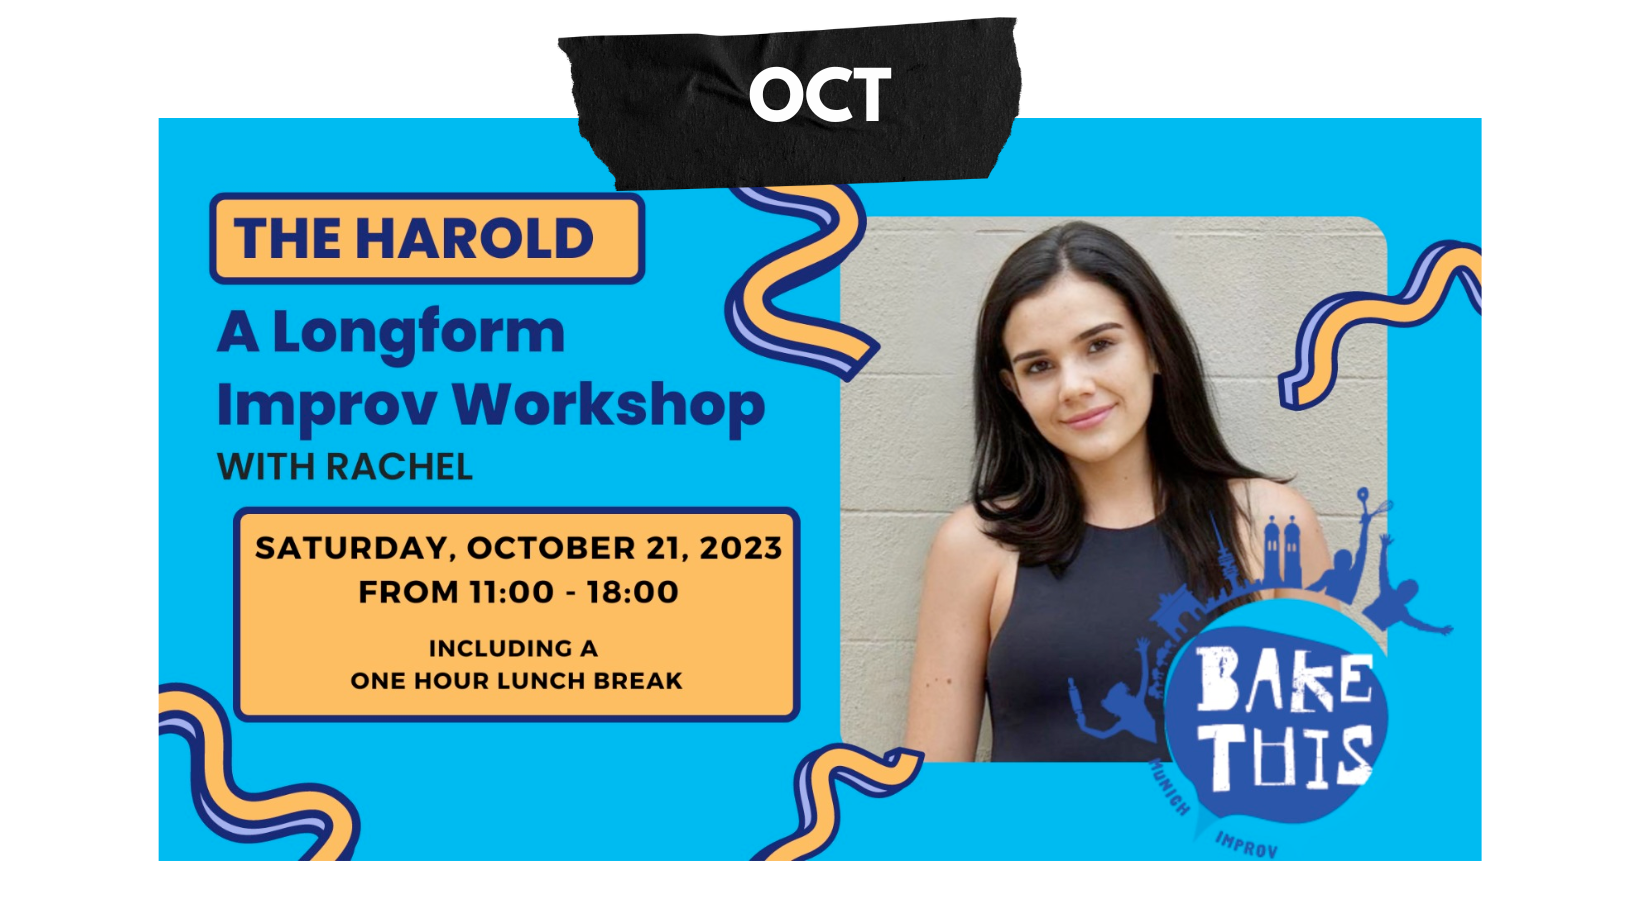 OCT
THE HAROLD
A Longform
Improv Workshop
WITH RACHEL
SATURDAY, OCTOBER 21, 2023
FROM 11:00 - 18:00
INCLUDING A
ONE HOUR LUNCH BREAK
BAKE
THIS
MUNICH
IMPROV